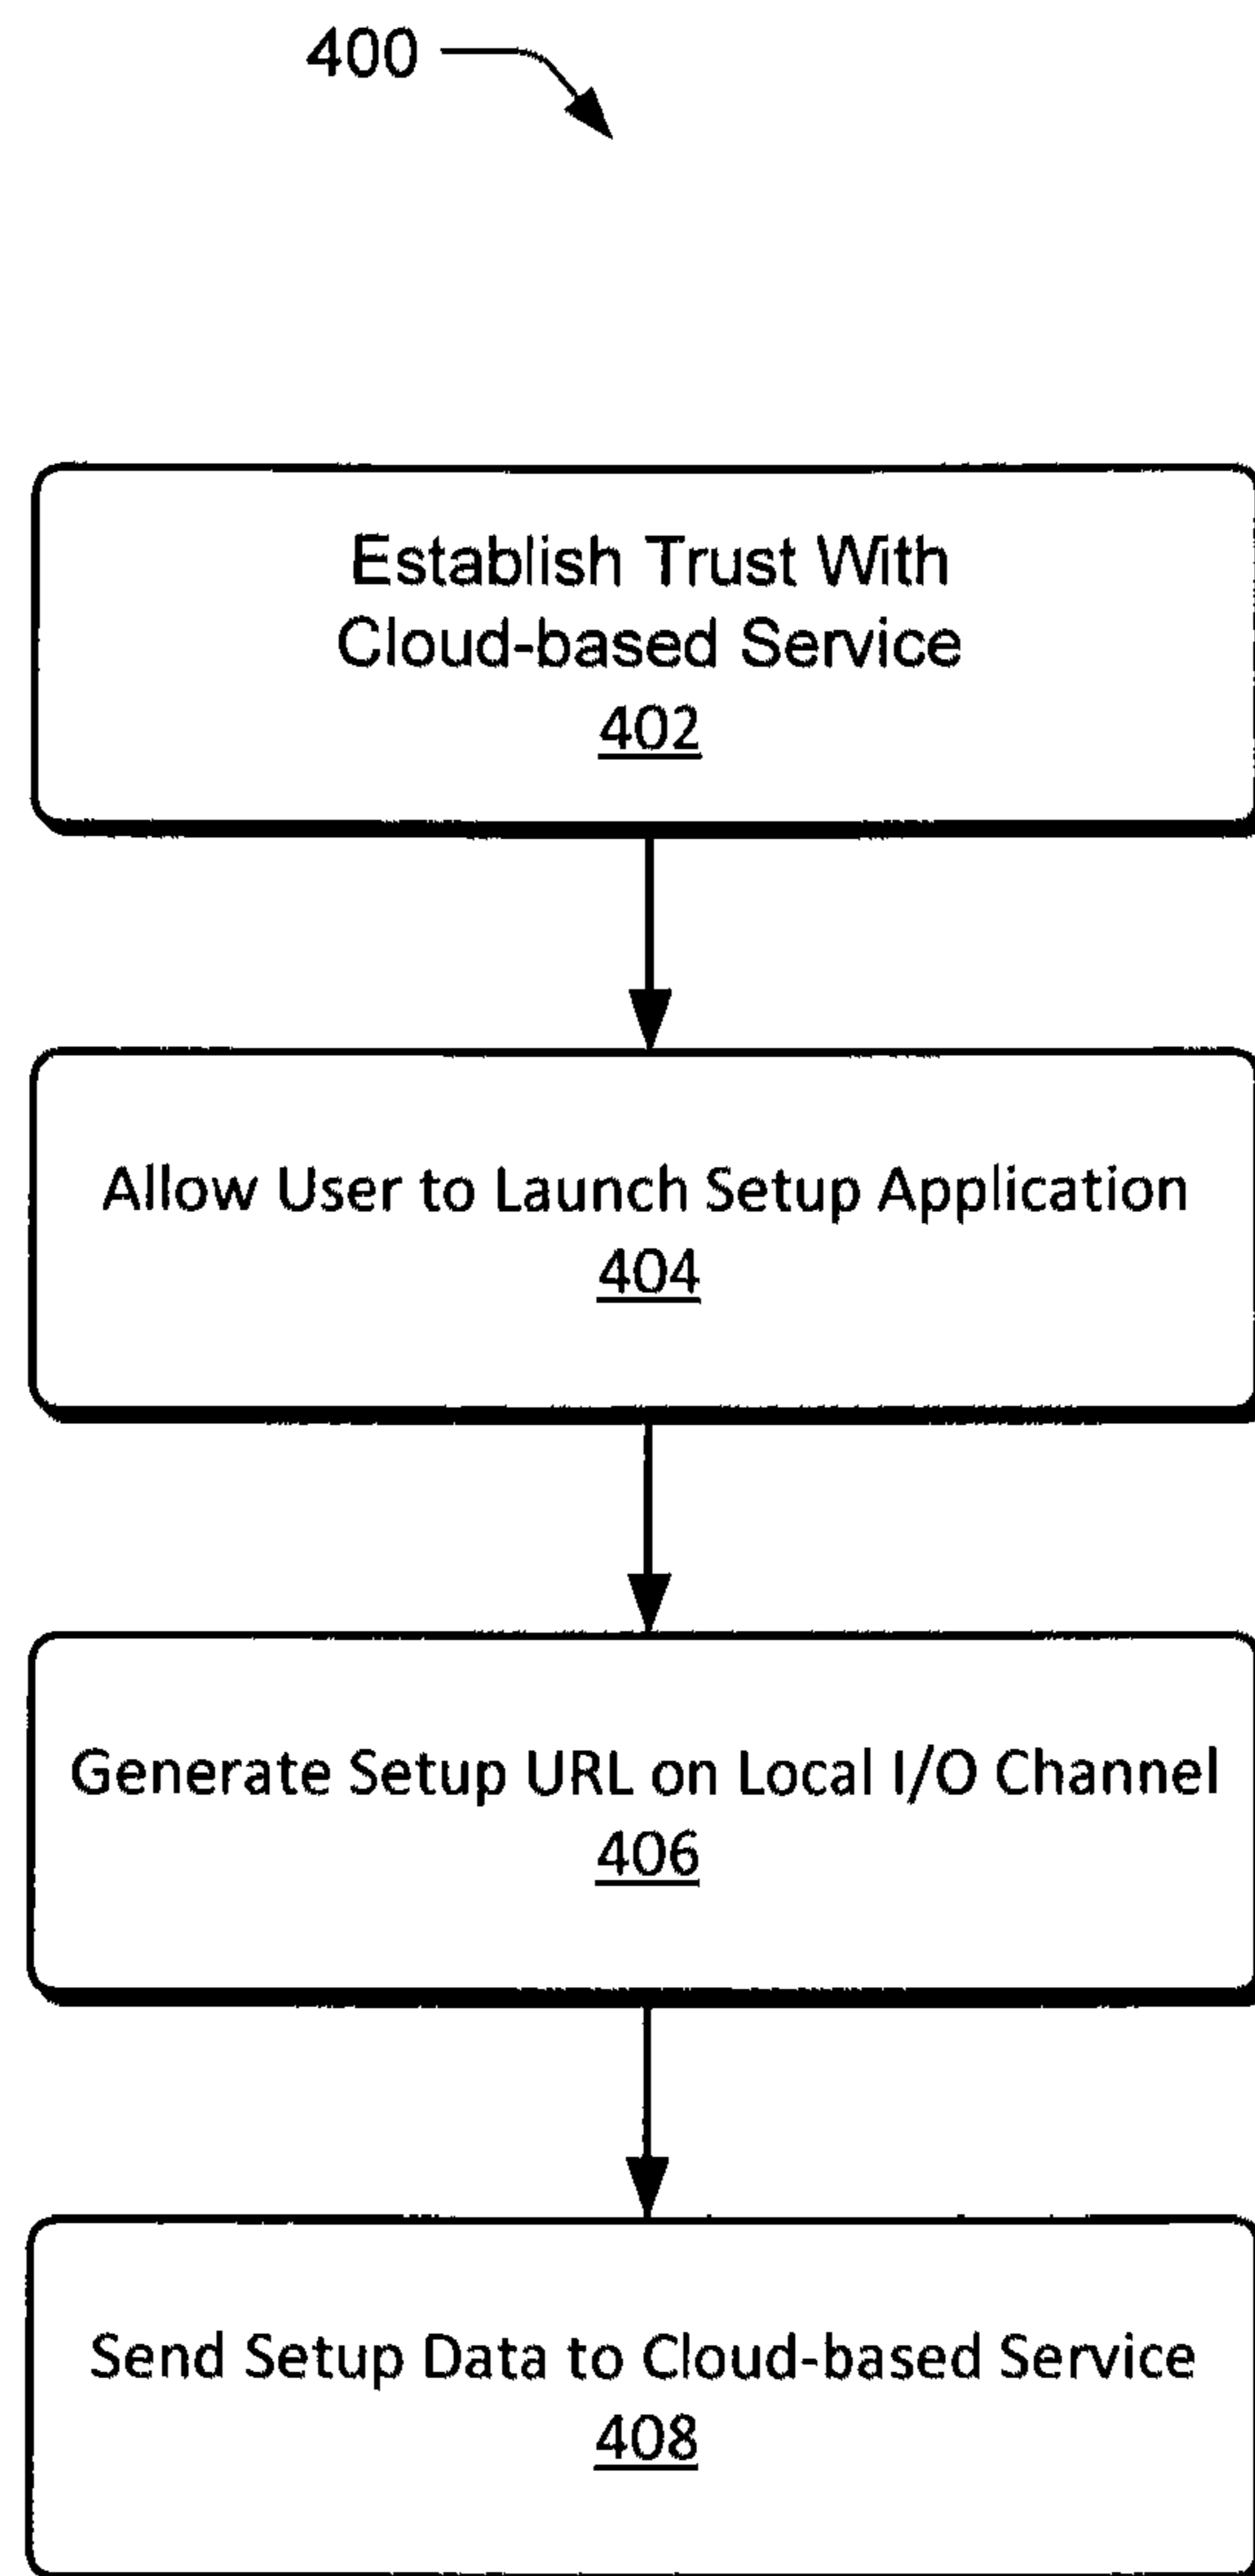 400
Establish Trust With
Cloud-based Service
402
Allow User to Launch Setup Application
404
Generate Setup URL on Local I/O Channel
406
Send Setup Data to Cloud-based Service
408